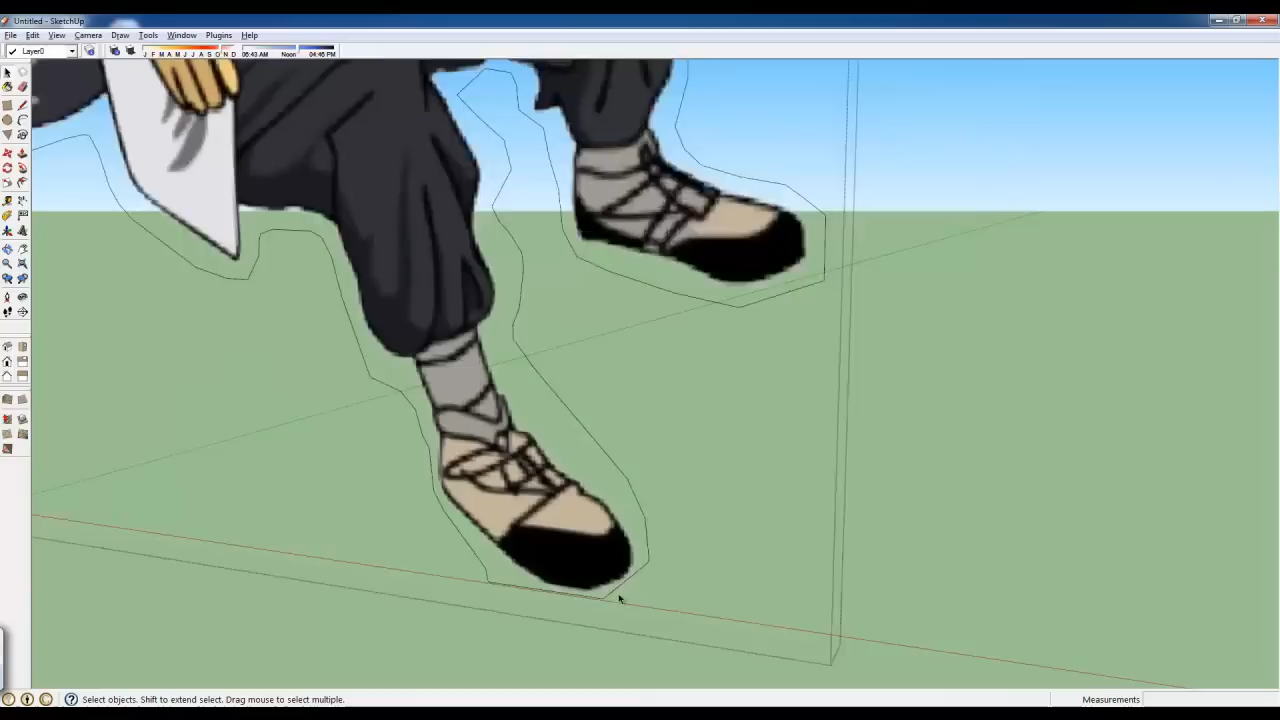 Untitled - SketchUp
File Edit View Camera Draw Tools Window Plugins Help
Layer0 J F M A M J J A S O N D 06:43 AM Noon 04:46 PM
Select objects. Shift to extend select. Drag mouse to select multiple. Measurements